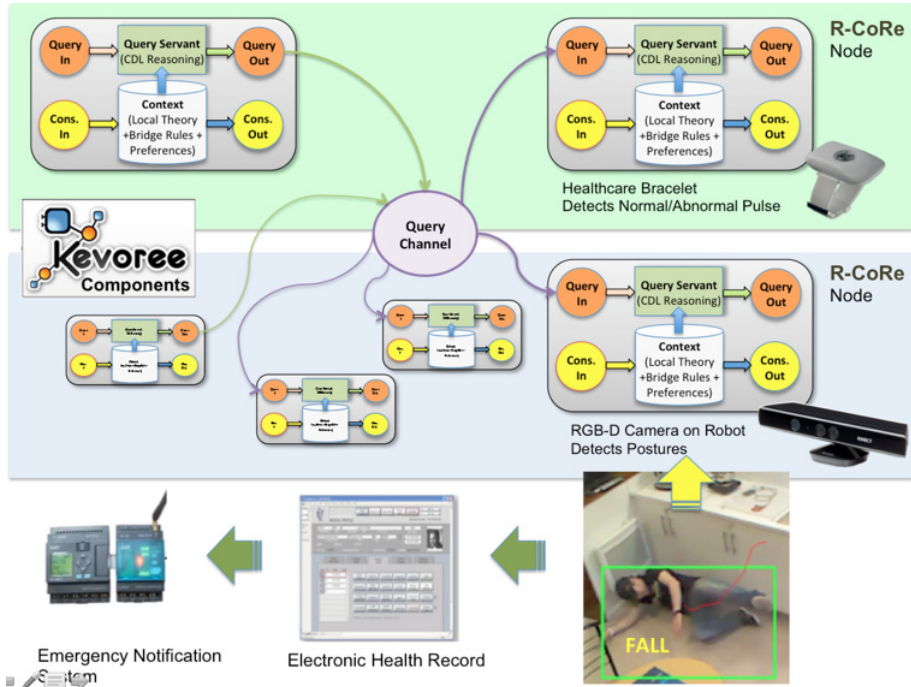 Query
In
Query Servant
(CDL Reasoning)
Query
Out
Cons.
In
Context
(Local Theory
+Bridge Rules +
Preferences)
Cons.
Out
Query
In
Query Servant
(CDL Reasoning)
Query
Out
Cons.
In
Context
(Local Theory
+Bridge Rules +
Preferences)
Cons.
Out
R-CoRe
Node
Healthcare Bracelet
Detects Normal/Abnormal Pulse
Kevoree
Components
Query
Channel
Query
In
Query Servant
(CDL Reasoning)
Query
Out
Cons.
In
Context
(Local Theory
+Bridge Rules +
Preferences)
Cons.
Out
R-CoRe
Node
RGB-D Camera on Robot
Detects Postures
FALL
Emergency Notification
System
Electronic Health Record